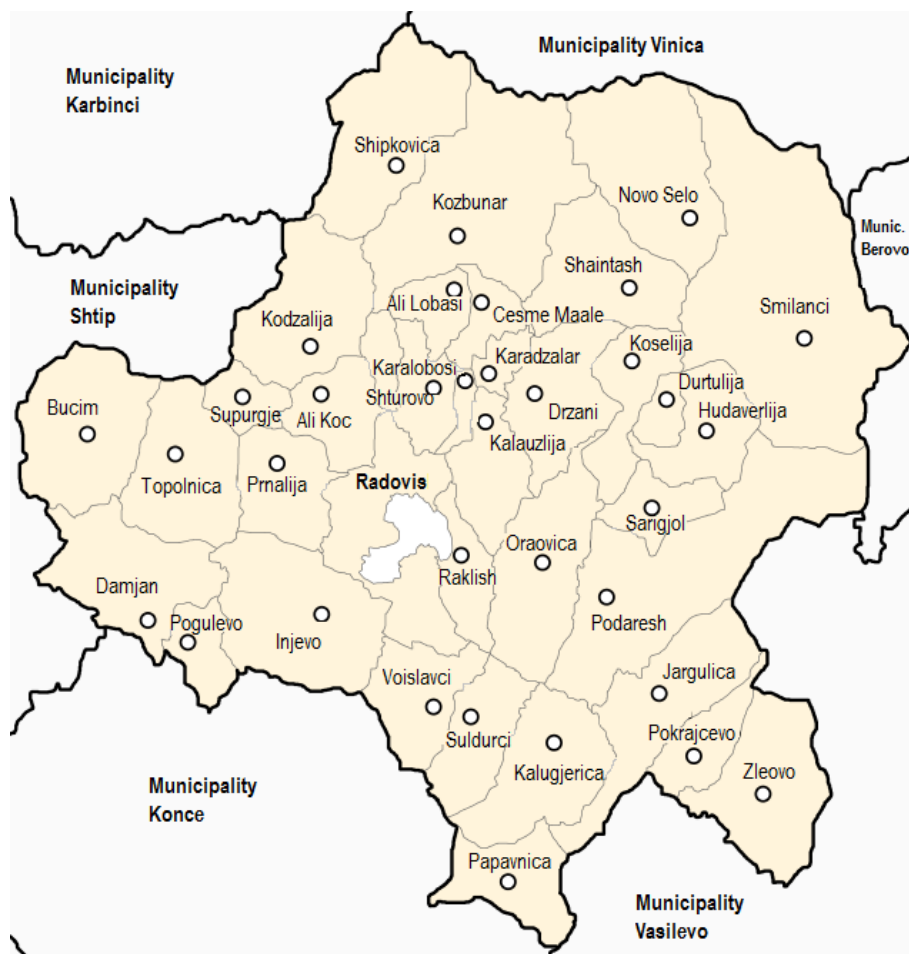 Municipality Vinica
Municipality
Karbinci
Shipkovica
Novo Selo
Kozbunar
Munic.
Berovo
Shaintash
Municipality
Shtip
Ali Lobasi
Cesme Maale
Smilanci
Kodzalija
Karadzalar
Koselija
Karalobosi
Durtulija
Shturovo
Bucim
Supurgje
Ali Koc
Drzani
Hudaverlija
Kalauzlija
Topolnica
Prnalija
Radovis
Sarigjol
Oraovica
Raklish
Damjan
Pogulevo
Injevo
Podaresh
Voislavci
Jargulica
Suldurci
Pokrajcevo
Kalugjerica
Zleovo
Municipality
Konce
Papavnica
Municipality
Vasilevo